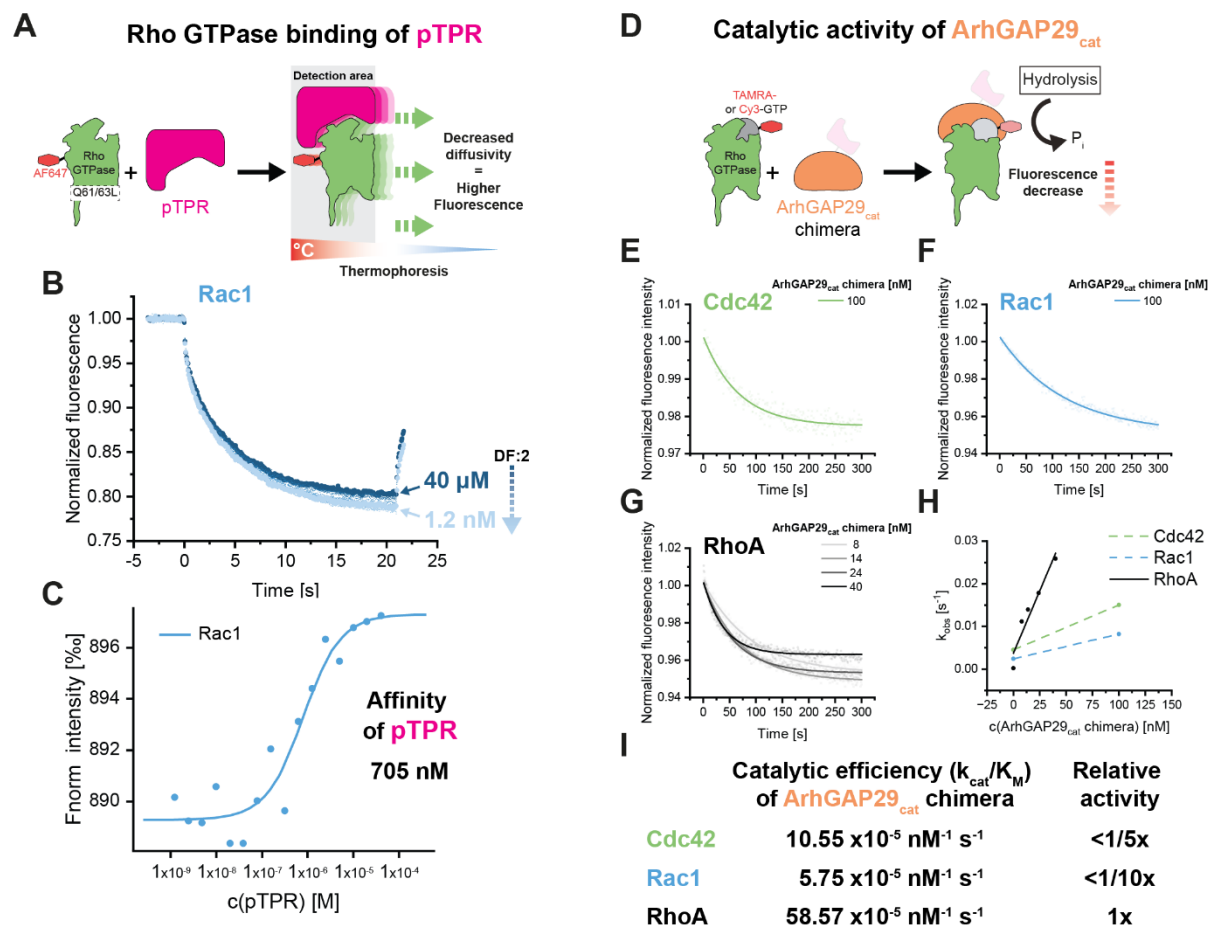 A
Rho GTPase binding of pTPR
Detection area
Rho
GTPase
AF647
Q61/63L
+
pTPR
Decreased
diffusivity
=
Higher
Fluorescence
°C
Thermophoresis
B
Rac1
Normalized fluorescence
1.00
0.95
0.90
0.85
0.80
0.75
DF:2
40 µM
1.2 nM
-5
0
5
10
15
20
25
Time [s]
C
Rac1
Fnorm intensity [‰]
896
894
892
890
Affinity
of pTPR
705 nM
1x10⁻⁹
1x10⁻⁸
1x10⁻⁷
1x10⁻⁶
1x10⁻⁵
1x10⁻⁴
c(pTPR) [M]
D
Catalytic activity of ArhGAP29cat
TAMRA-
or Cy3-GTP
Rho
GTPase
+
ArhGAP29cat
chimera
Hydrolysis
Pi
Fluorescence
decrease
E
Cdc42
ArhGAP29cat chimera [nM]
100
Normalized fluorescence intensity
1.01
1.00
0.99
0.98
0.97
0
50
100
150
200
250
300
Time [s]
F
Rac1
ArhGAP29cat chimera [nM]
100
Normalized fluorescence intensity
1.02
1.00
0.98
0.96
0.94
0
50
100
150
200
250
300
Time [s]
G
RhoA
ArhGAP29cat chimera [nM]
8
14
24
40
Normalized fluorescence intensity
1.02
1.00
0.98
0.96
0.94
0
50
100
150
200
250
300
Time [s]
H
Cdc42
Rac1
RhoA
kobs [s⁻¹]
0.03
0.02
0.01
0.00
−25
0
25
50
75
100
125
150
c(ArhGAP29cat chimera) [nM]
I
Catalytic efficiency (kcat/KM) Relative
of ArhGAP29cat chimera activity
Cdc42 10.55 x10⁻⁵ nM⁻¹ s⁻¹ <1/5x
Rac1 5.75 x10⁻⁵ nM⁻¹ s⁻¹ <1/10x
RhoA 58.57 x10⁻⁵ nM⁻¹ s⁻¹ 1x